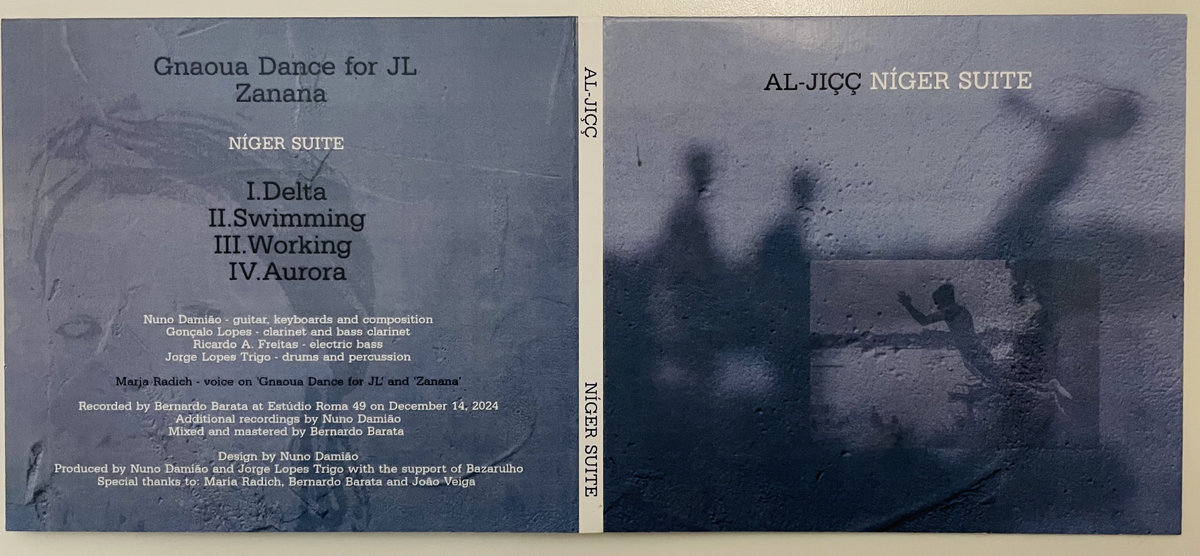 Gnaoua Dance for JL
Zanana
NÍGER SUITE
I.Delta
II.Swimming
III.Working
IV.Aurora
Nuno Damião - guitar, keyboards and composition
Gonçalo Lopes - clarinet and bass clarinet
Ricardo A. Freitas - electric bass
Jorge Lopes Trigo - drums and percussion
Maria Radich - voice on 'Gnaoua Dance for JL' and 'Zanana'
Recorded by Bernardo Barata at Estúdio Roma 49 on December 14, 2024
Additional recordings by Nuno Damião
Mixed and mastered by Bernardo Barata
Design by Nuno Damião
Produced by Nuno Damião and Jorge Lopes Trigo with the support of Bazarulho
Special thanks to: Maria Radich, Bernardo Barata and João Veiga
AL-JIÇÇ
NÍGER SUITE
AL-JIÇÇ NÍGER SUITE